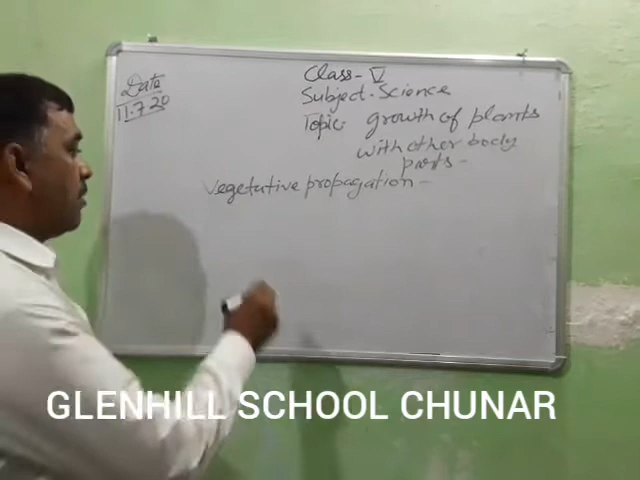 Date
11.7.20
Class- V
Subject. Science
Topic. growth of plants
with other body
parts -
Vegetative propagation -
GLENHILL SCHOOL CHUNAR